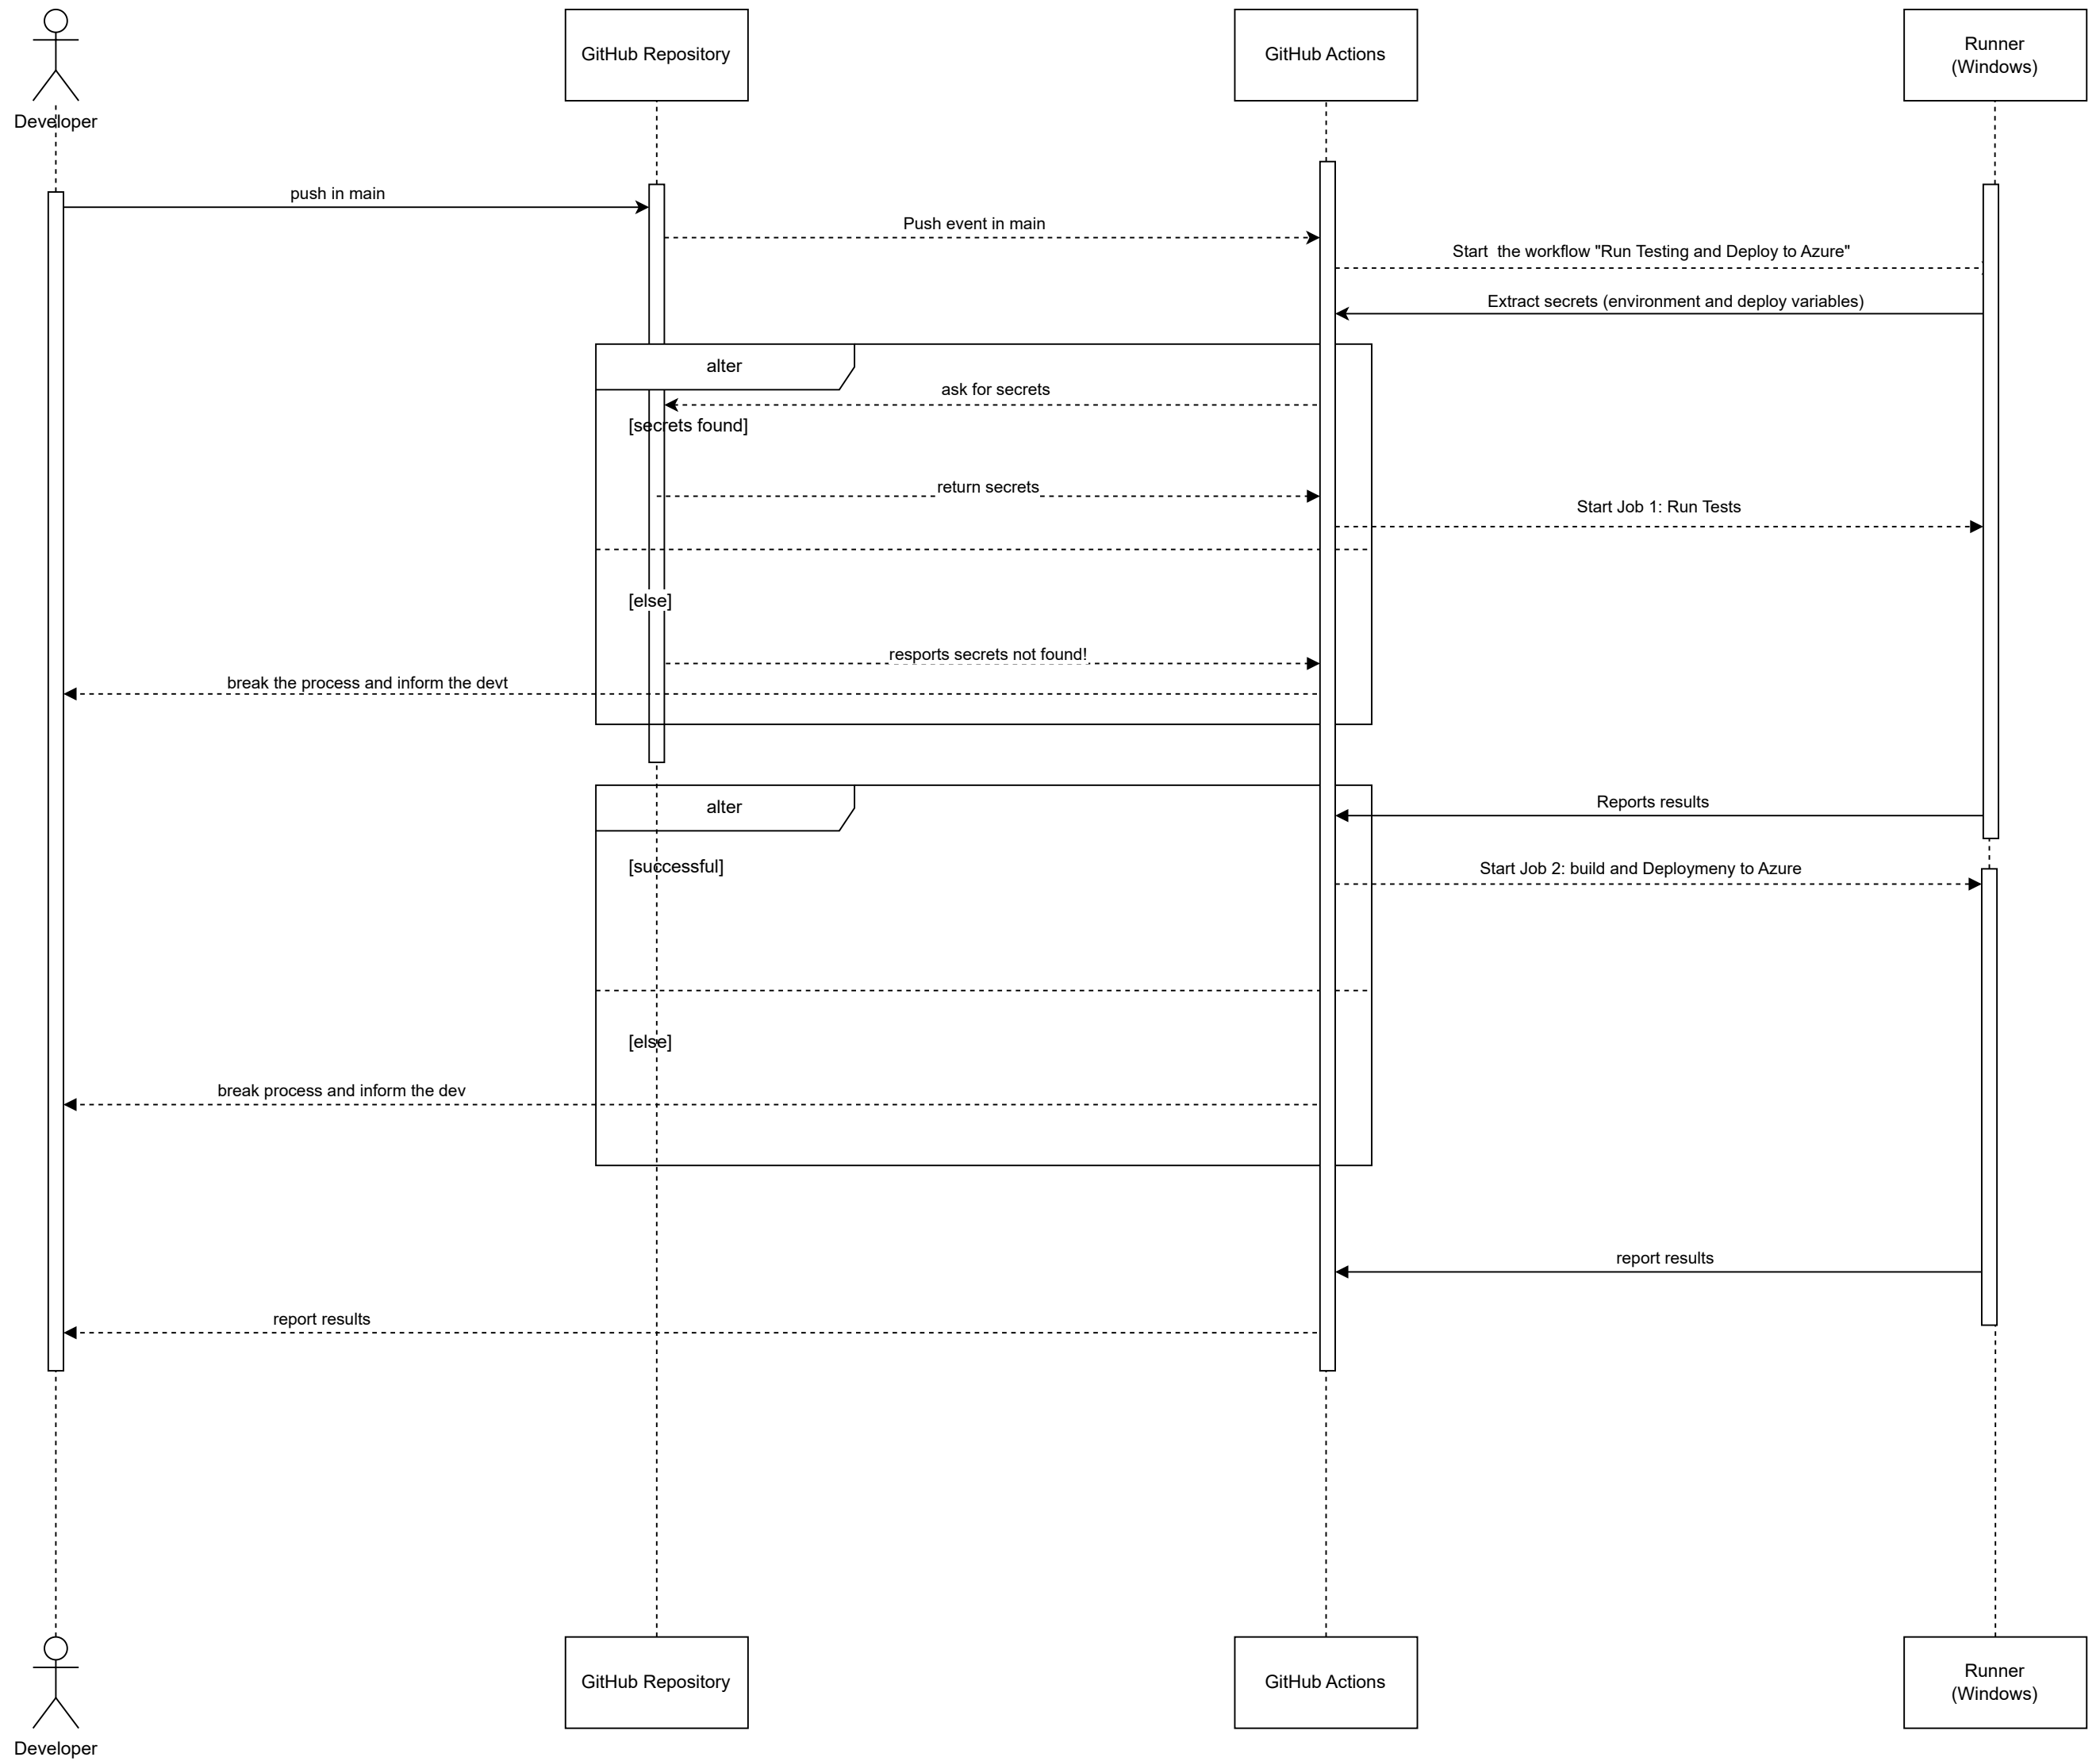 Developer
GitHub Repository
GitHub Actions
Runner
(Windows)
push in main
Push event in main
Start  the workflow "Run Testing and Deploy to Azure"
Extract secrets (environment and deploy variables)
alter
ask for secrets
[secrets found]
return secrets
Start Job 1: Run Tests
[else]
resports secrets not found!
break the process and inform the devt
alter
Reports results
[successful]
Start Job 2: build and Deploymeny to Azure
[else]
break process and inform the dev
report results
report results
Developer
GitHub Repository
GitHub Actions
Runner
(Windows)